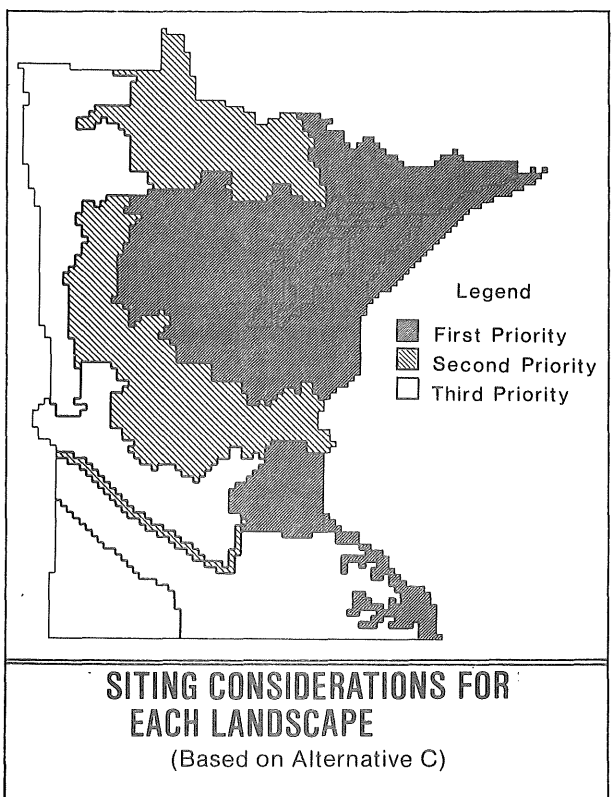 Legend
First Priority
Second Priority
Third Priority
SITING CONSIDERATIONS FOR
EACH LANDSCAPE
(Based on Alternative C)